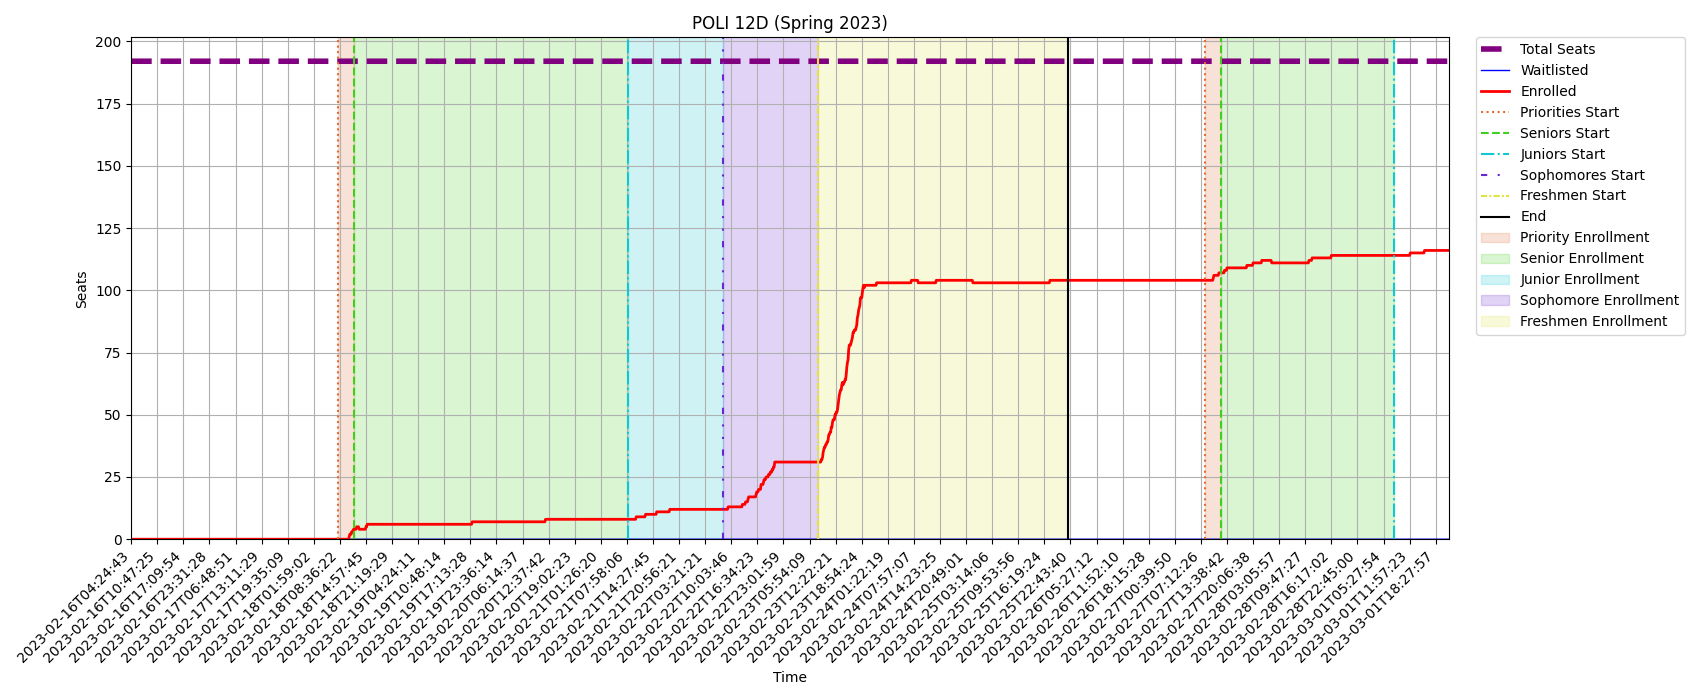 POLI 12D (Spring 2023)
Seats
200
175
150
125
100
75
50
25
0
2023-02-16T04:24:43
2023-02-16T10:47:25
2023-02-16T17:09:54
2023-02-16T23:31:28
2023-02-17T06:48:51
2023-02-17T13:11:29
2023-02-17T19:35:09
2023-02-18T01:59:02
2023-02-18T08:36:22
2023-02-18T14:57:45
2023-02-18T21:19:29
2023-02-19T04:24:11
2023-02-19T10:48:14
2023-02-19T17:13:28
2023-02-19T23:36:14
2023-02-20T06:14:37
2023-02-20T12:37:42
2023-02-20T19:02:23
2023-02-21T01:26:20
2023-02-21T07:58:06
2023-02-21T14:27:45
2023-02-21T20:56:21
2023-02-22T03:21:21
2023-02-22T10:03:46
2023-02-22T16:34:23
2023-02-22T23:01:59
2023-02-23T05:54:09
2023-02-23T12:22:21
2023-02-23T18:54:24
2023-02-24T01:22:19
2023-02-24T07:57:07
2023-02-24T14:23:25
2023-02-24T20:49:01
2023-02-25T03:14:06
2023-02-25T09:53:56
2023-02-25T16:19:24
2023-02-25T22:43:40
2023-02-26T05:27:12
2023-02-26T11:52:10
2023-02-26T18:15:28
2023-02-27T00:39:50
2023-02-27T07:12:26
2023-02-27T13:38:42
2023-02-27T20:06:38
2023-02-28T03:05:57
2023-02-28T09:47:27
2023-02-28T16:17:02
2023-02-28T22:45:00
2023-03-01T05:27:54
2023-03-01T11:57:23
2023-03-01T18:27:57
Time
Total Seats
Waitlisted
Enrolled
Priorities Start
Seniors Start
Juniors Start
Sophomores Start
Freshmen Start
End
Priority Enrollment
Senior Enrollment
Junior Enrollment
Sophomore Enrollment
Freshmen Enrollment